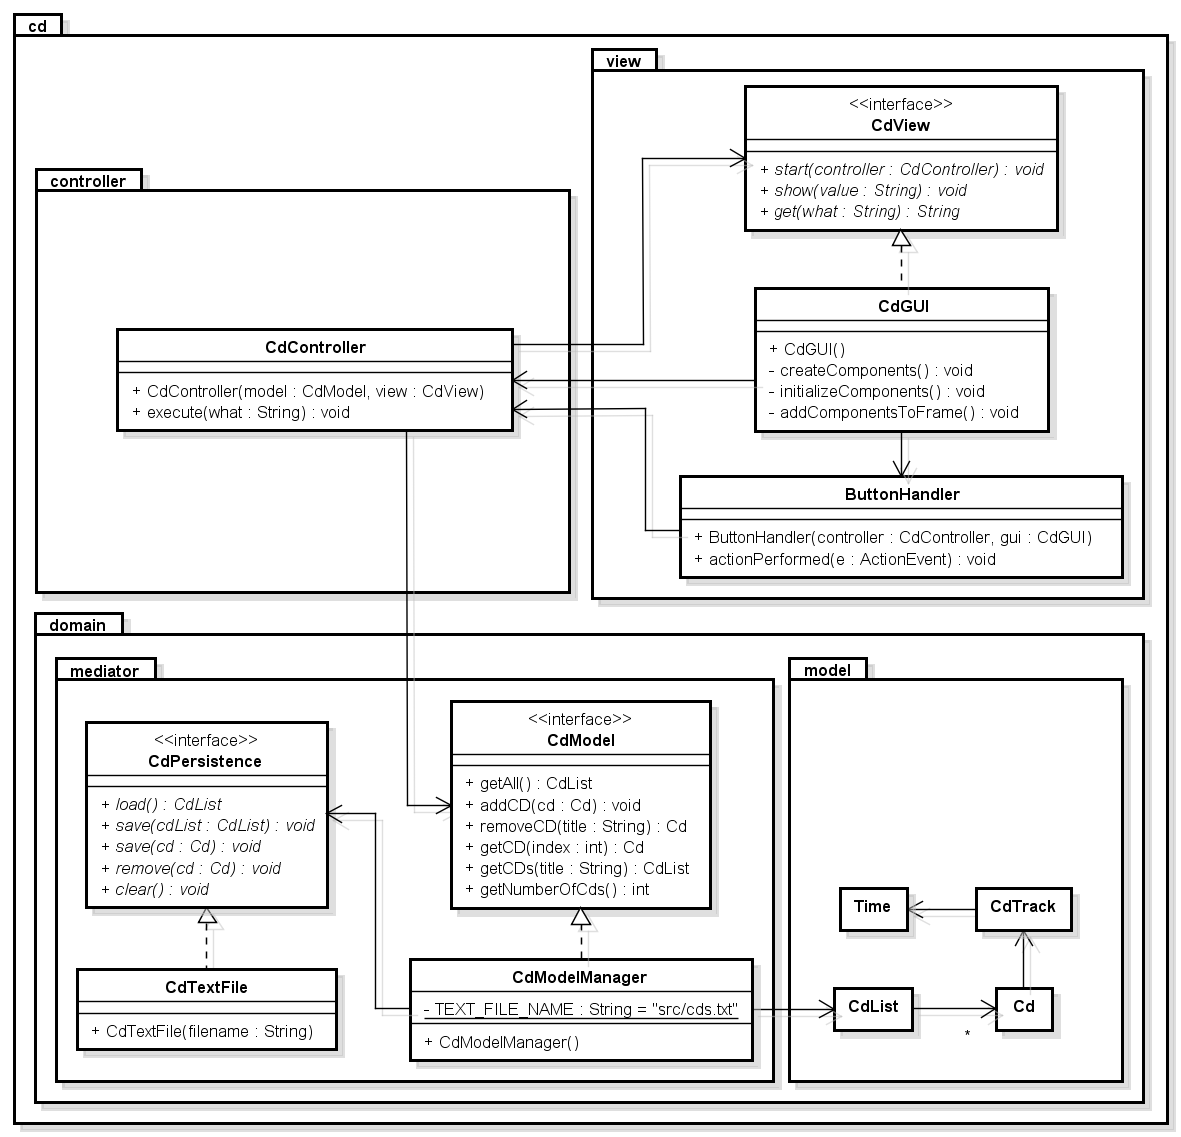 cd
view
<<interface>>
CdView
+ start(controller : CdController) : void
+ show(value : String) : void
+ get(what : String) : String
CdGUI
+ CdGUI()
- createComponents() : void
- initializeComponents() : void
- addComponentsToFrame() : void
ButtonHandler
+ ButtonHandler(controller : CdController, gui : CdGUI)
+ actionPerformed(e : ActionEvent) : void
controller
CdController
+ CdController(model : CdModel, view : CdView)
+ execute(what : String) : void
domain
mediator
<<interface>>
CdPersistence
+ load() : CdList
+ save(cdList : CdList) : void
+ save(cd : Cd) : void
+ remove(cd : Cd) : void
+ clear() : void
CdTextFile
+ CdTextFile(filename : String)
<<interface>>
CdModel
+ getAll() : CdList
+ addCD(cd : Cd) : void
+ removeCD(title : String) : Cd
+ getCD(index : int) : Cd
+ getCDs(title : String) : CdList
+ getNumberOfCds() : int
CdModelManager
- TEXT_FILE_NAME : String = "src/cds.txt"
+ CdModelManager()
model
Time
CdTrack
CdList
Cd
*